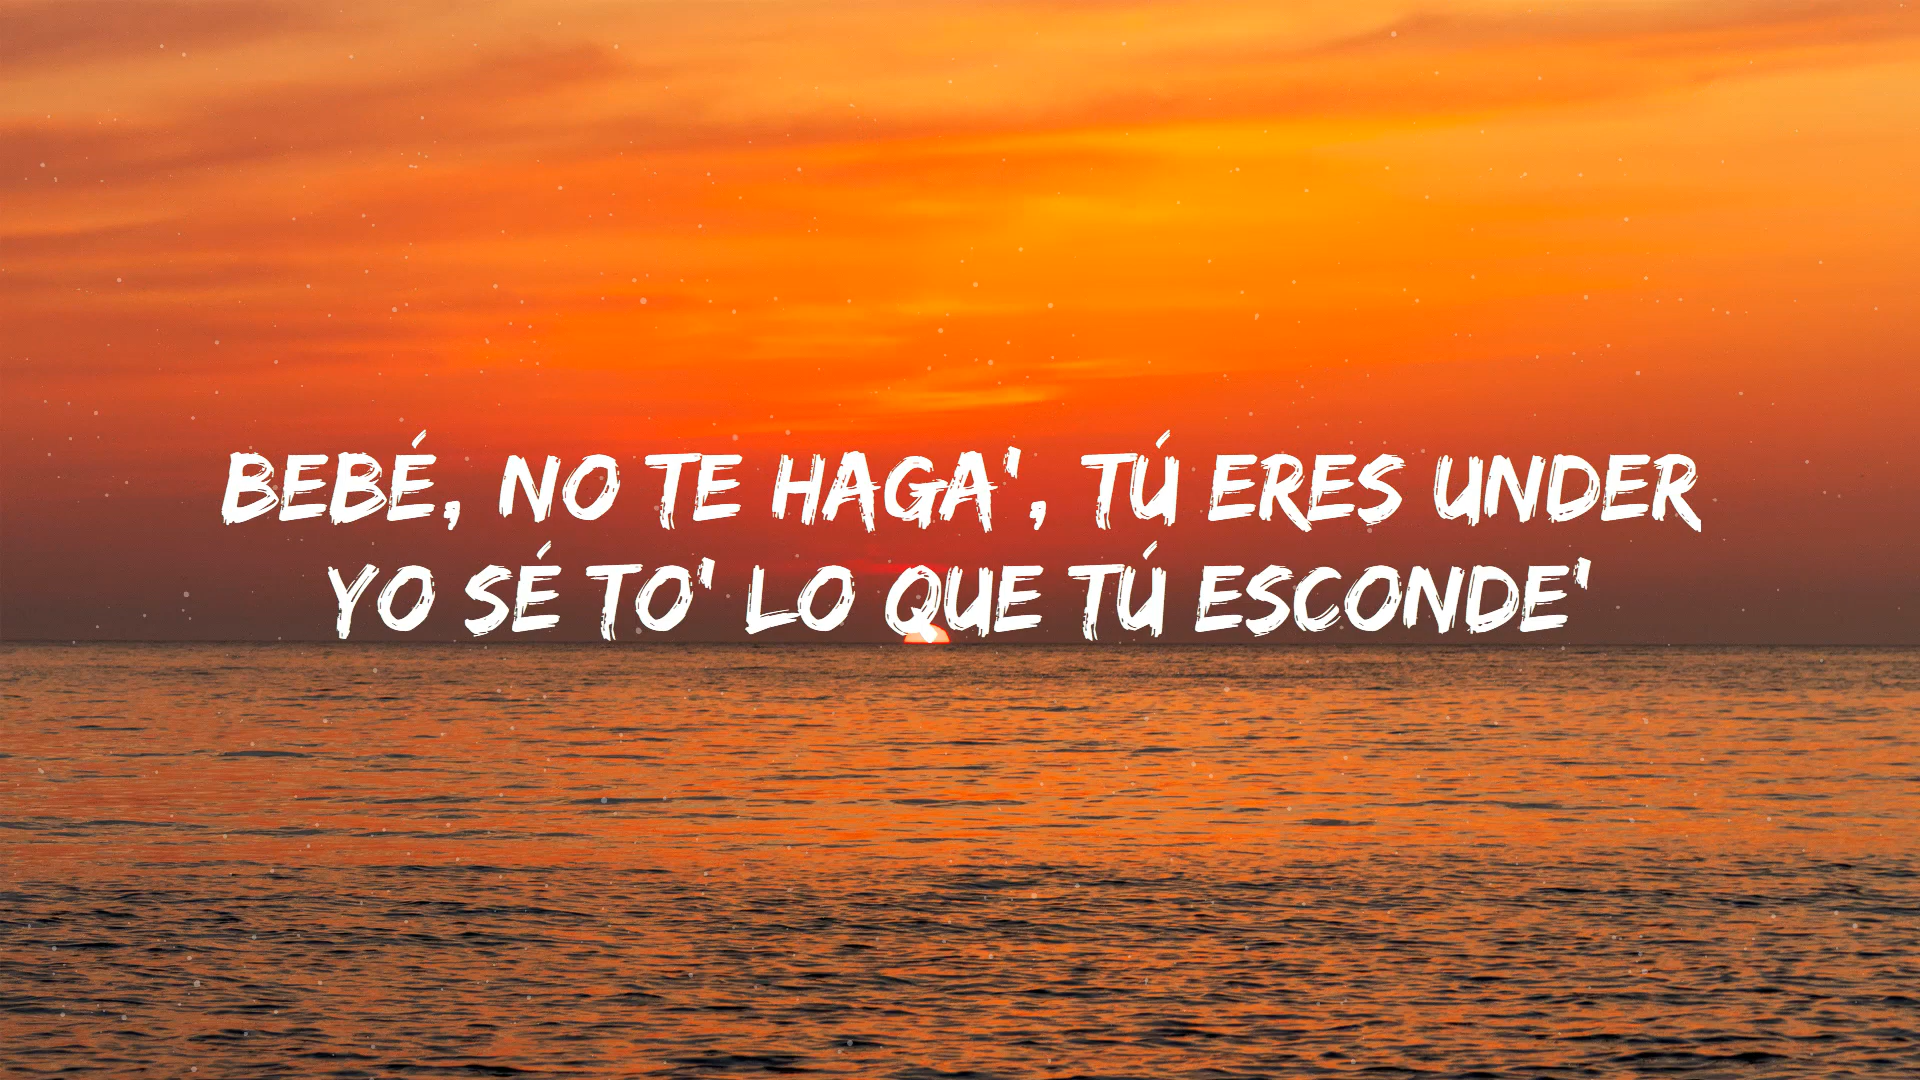 BEBÉ, NO TE HAGA', TÚ ERES UNDER
YO SÉ TO' LO QUE TÚ ESCONDE'